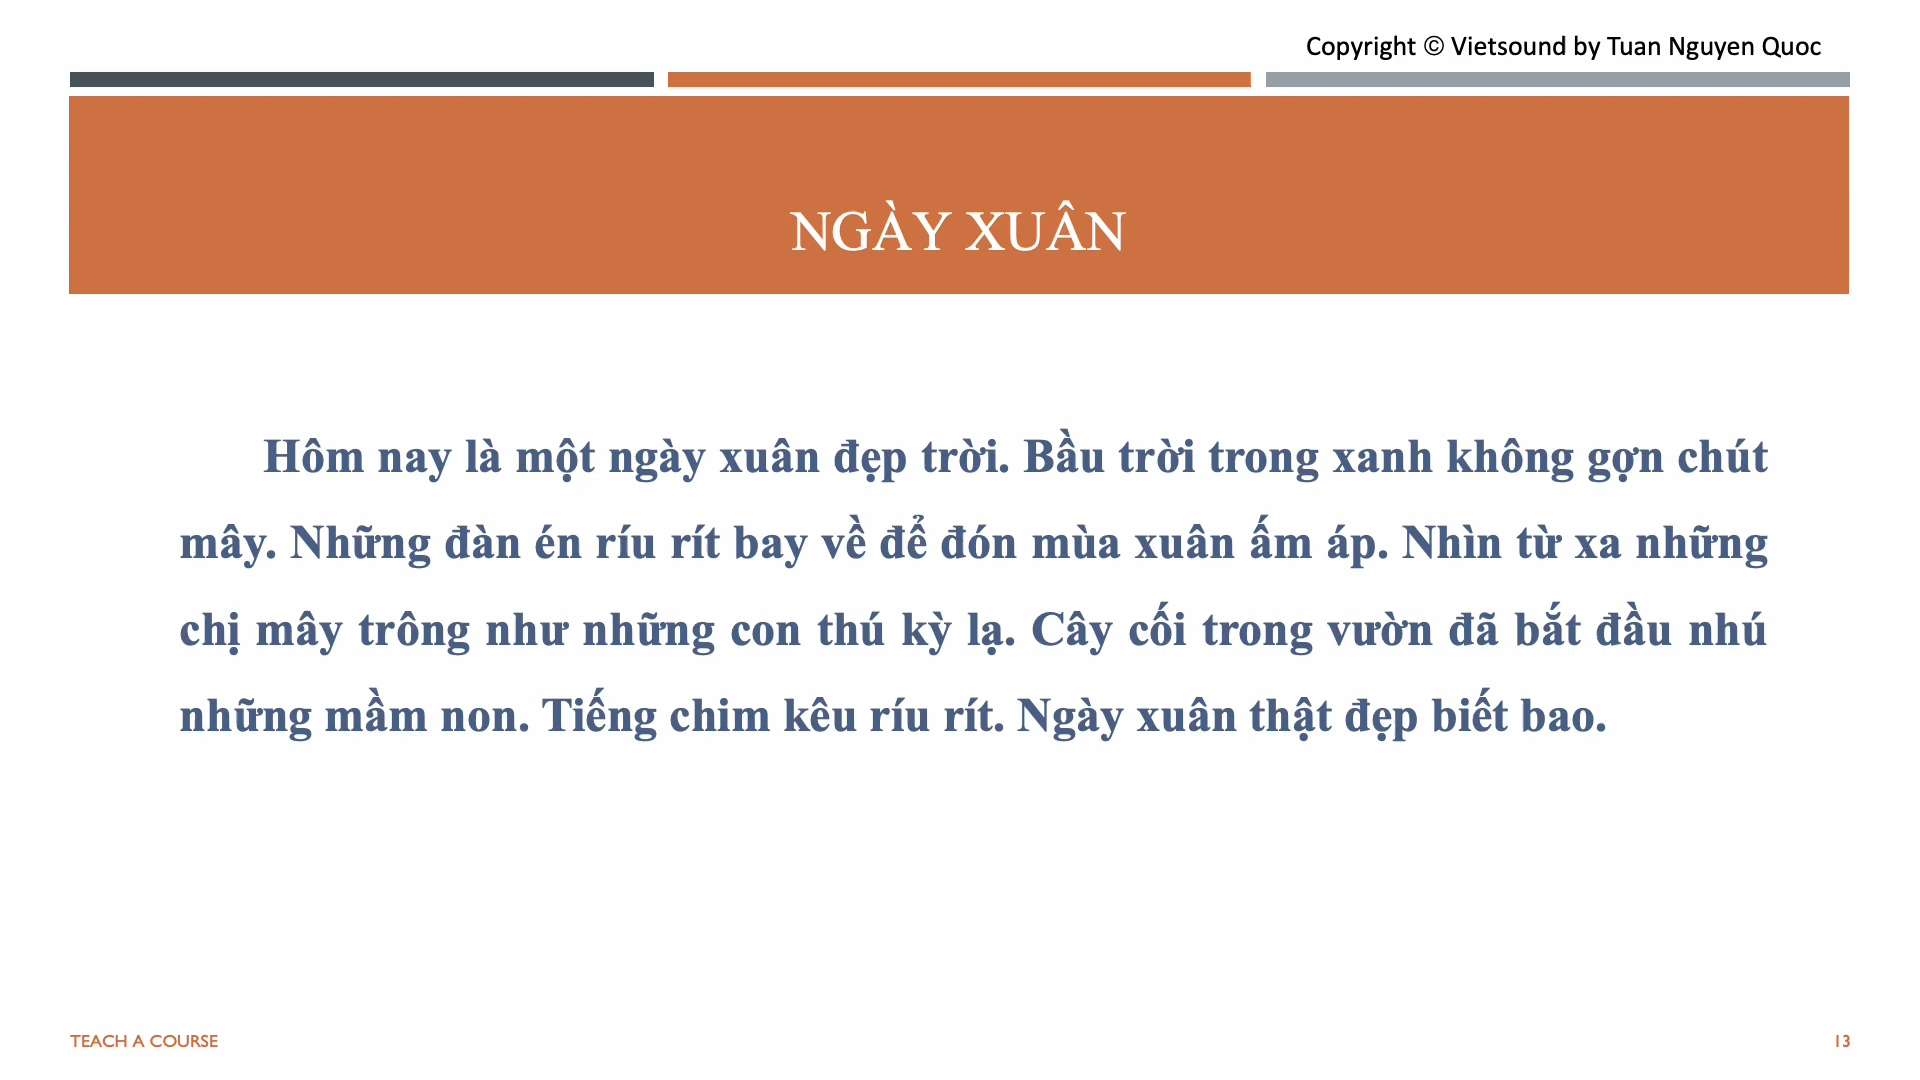 Copyright © Vietsound by Tuan Nguyen Quoc
NGÀY XUÂN
Hôm nay là một ngày xuân đẹp trời. Bầu trời trong xanh không gợn chút
mây. Những đàn én ríu rít bay về để đón mùa xuân ấm áp. Nhìn từ xa những
chị mây trông như những con thú kỳ lạ. Cây cối trong vườn đã bắt đầu nhú
những mầm non. Tiếng chim kêu ríu rít. Ngày xuân thật đẹp biết bao.
TEACH A COURSE
13